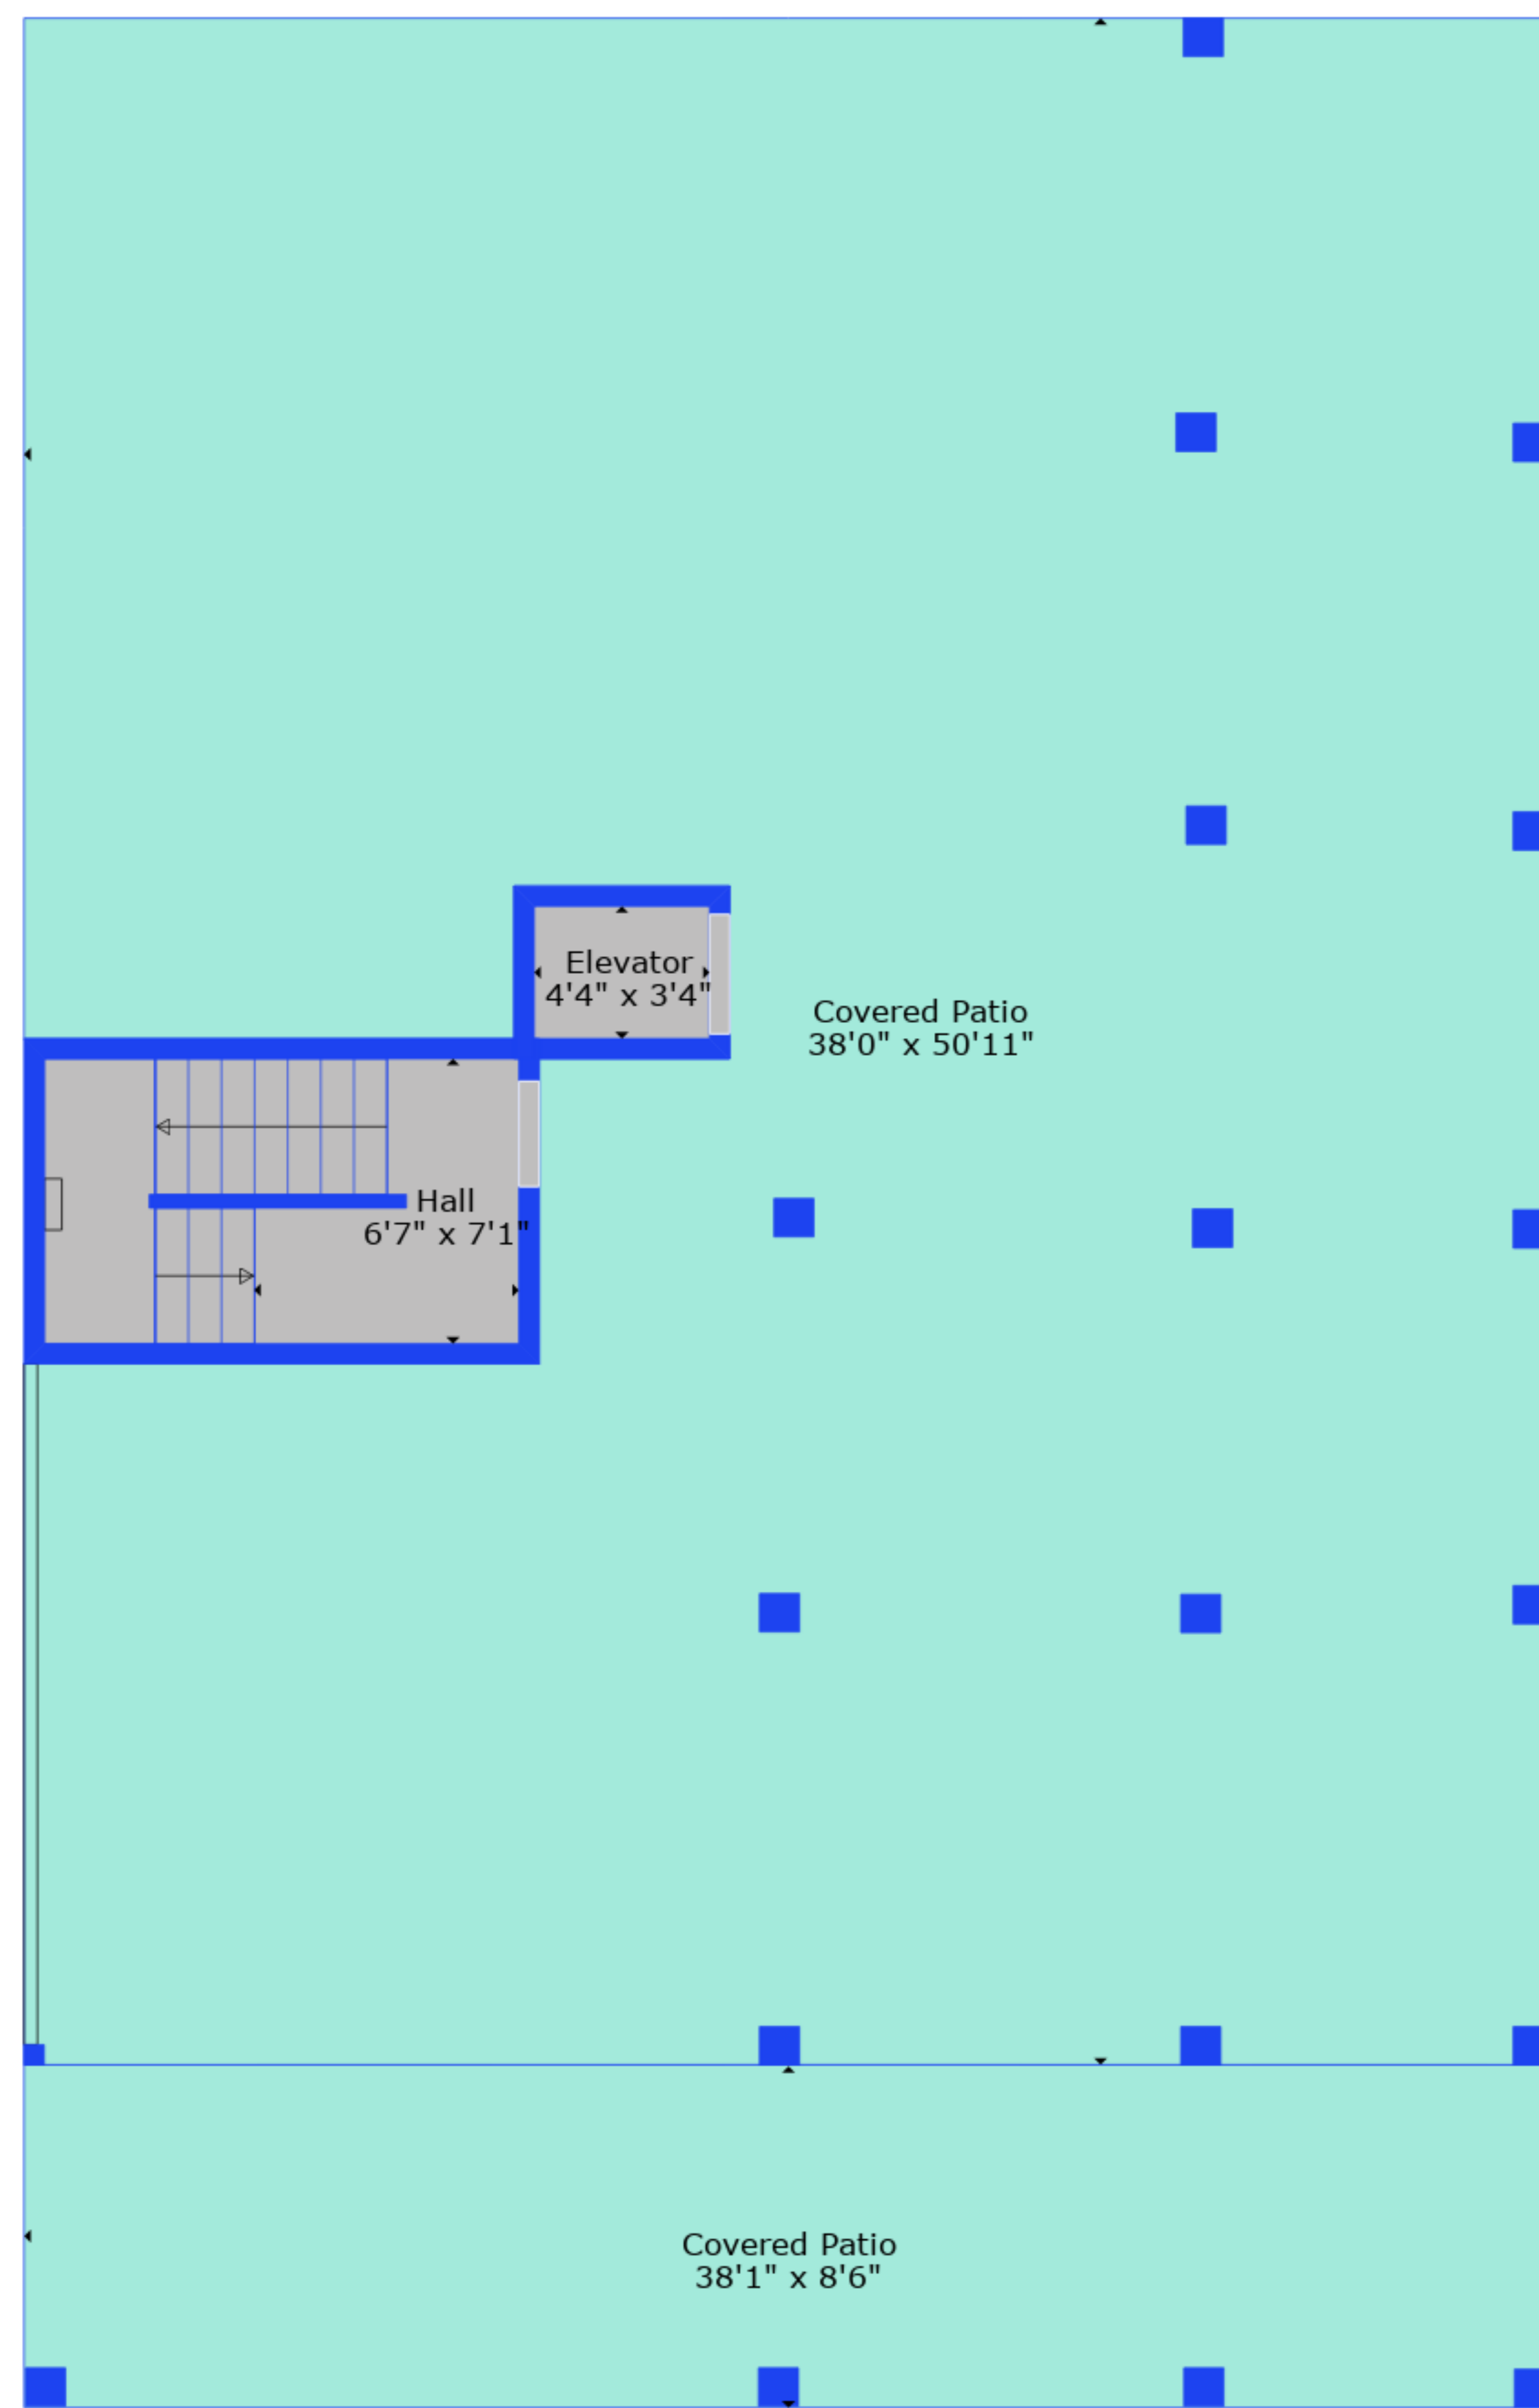 Elevator
4'4" x 3'4"
Covered Patio
38'0" x 50'11"
Hall
6'7" x 7'1"
Covered Patio
38'1" x 8'6"